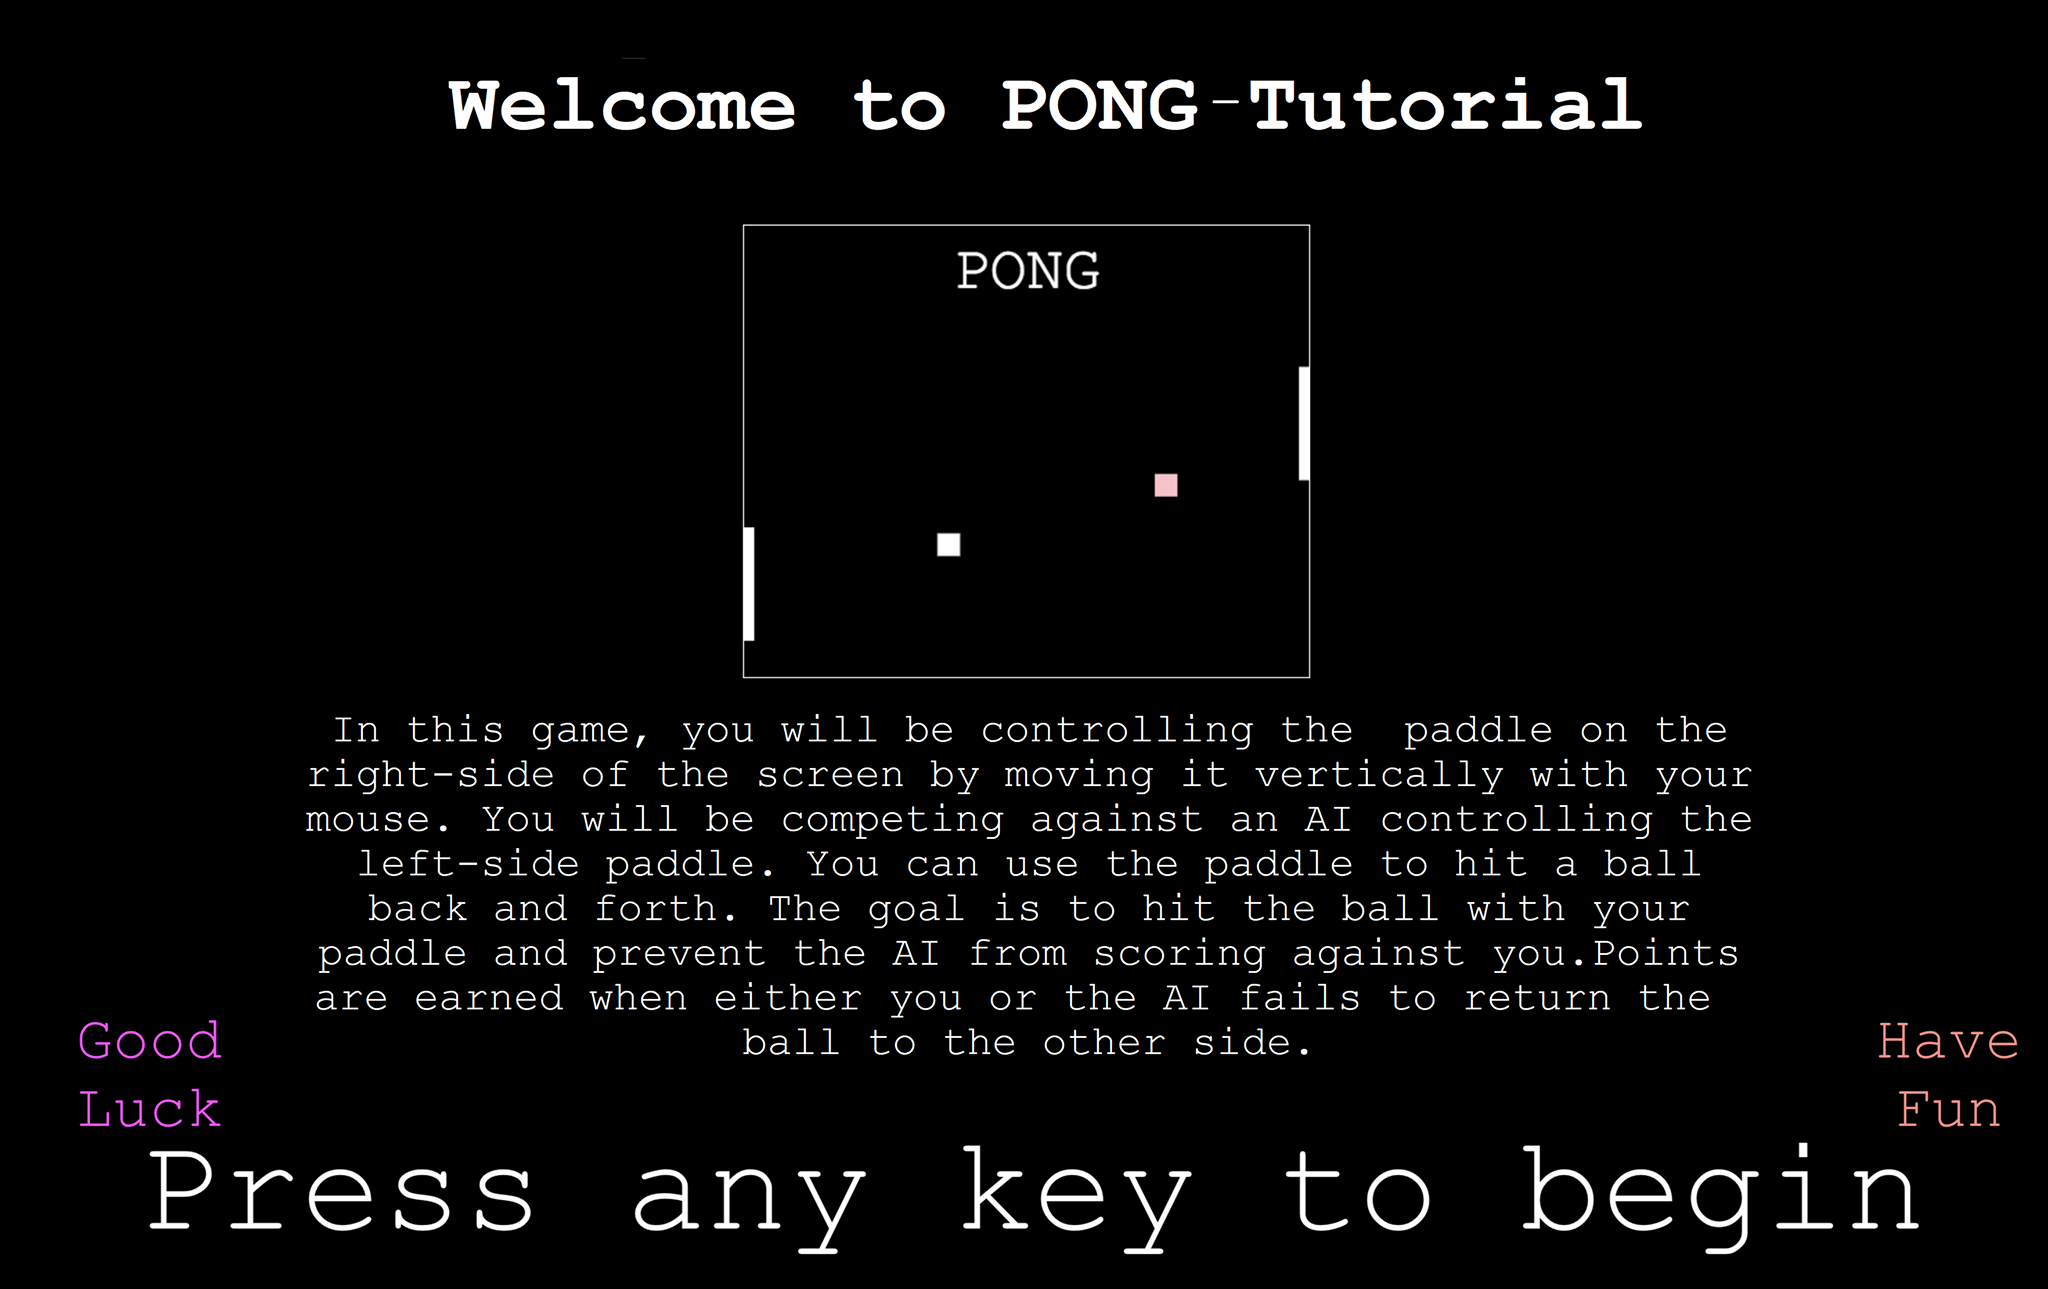 Welcome to PONG-Tutorial
PONG
In this game, you will be controlling the  paddle on the
right-side of the screen by moving it vertically with your
mouse. You will be competing against an AI controlling the
left-side paddle. You can use the paddle to hit a ball
back and forth. The goal is to hit the ball with your
paddle and prevent the AI from scoring against you.Points
are earned when either you or the AI fails to return the
ball to the other side.
Good
Luck
Have
Fun
Press any key to begin